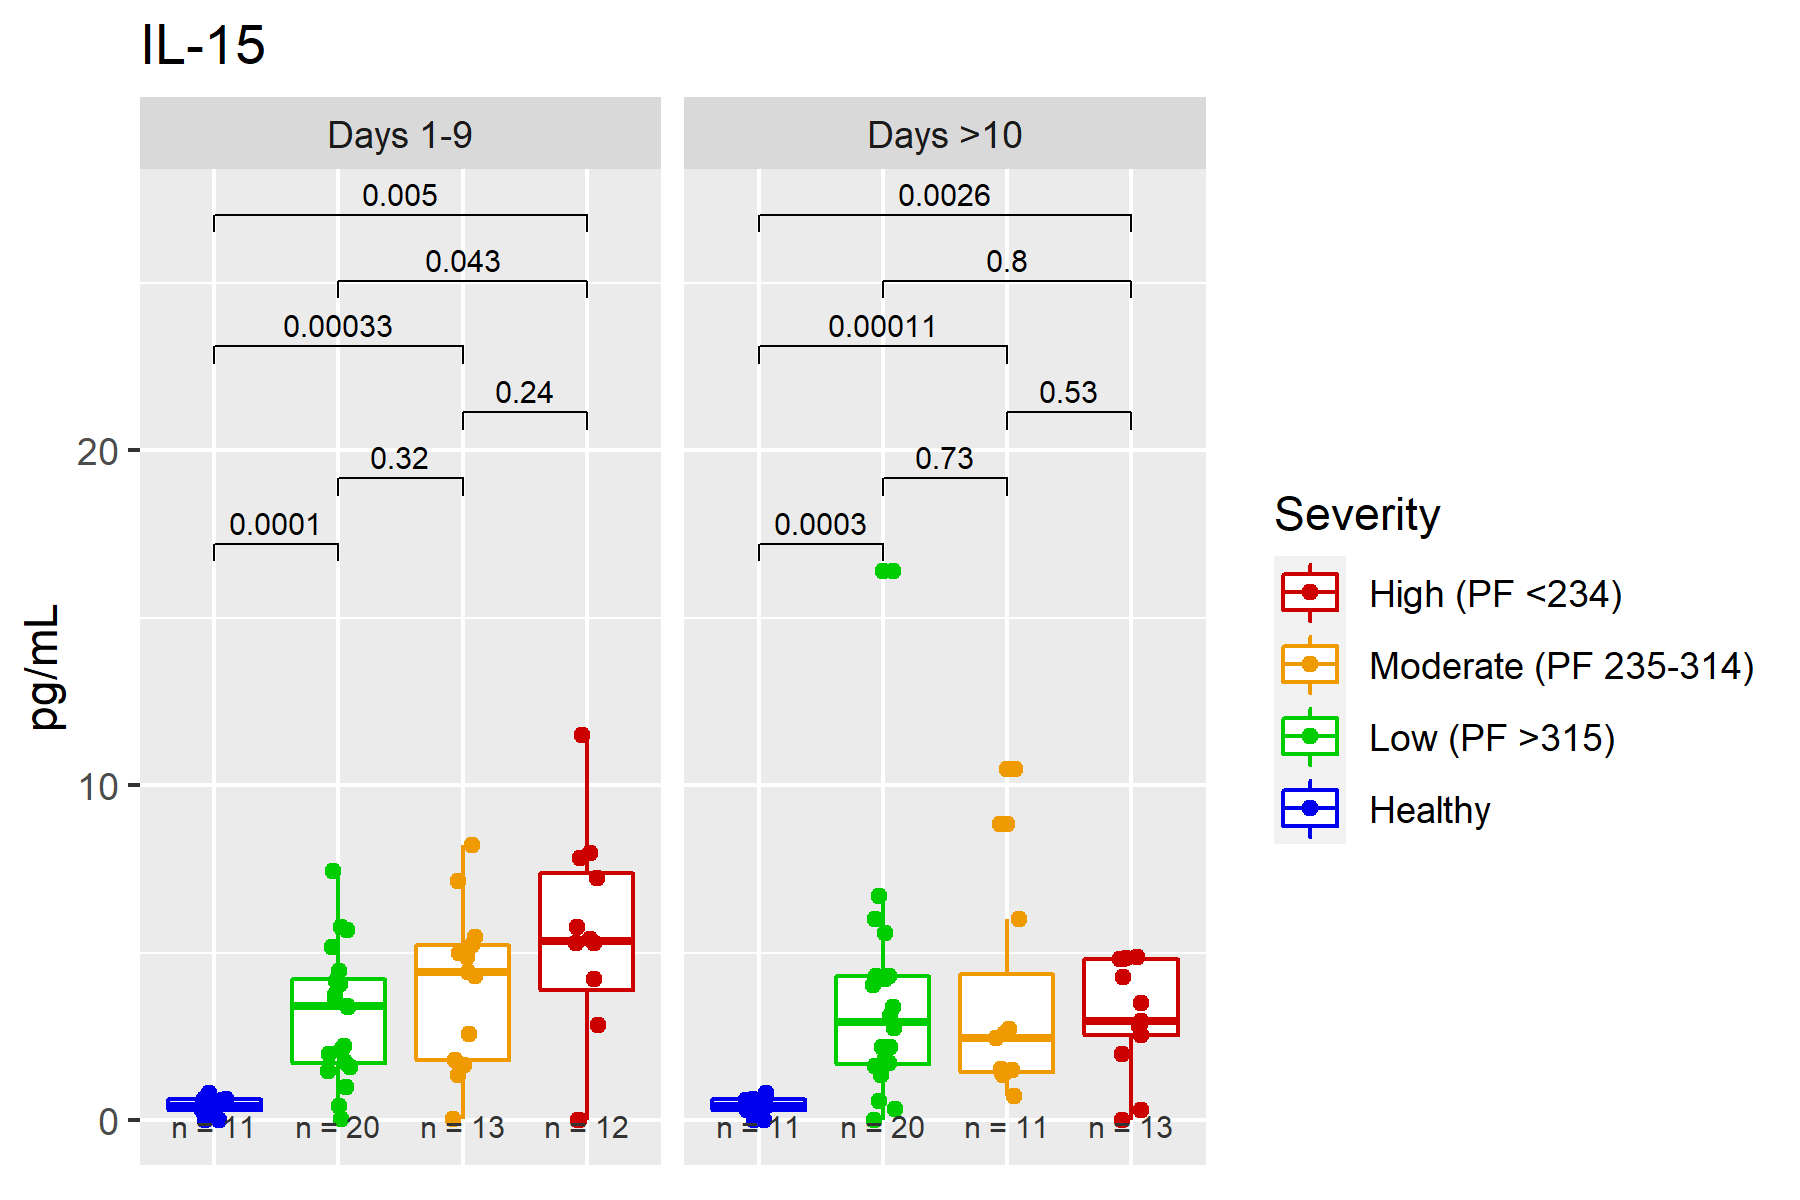 IL-15
Days 1-9
Days >10
0.005
0.0026
0.043
0.8
0.00033
0.00011
0.24
0.53
0.32
0.73
0.0001
0.0003
20
10
0
pg/mL
n = 11
n = 20
n = 13
n = 12
n = 11
n = 20
n = 11
n = 13
Severity
High (PF <234)
Moderate (PF 235-314)
Low (PF >315)
Healthy